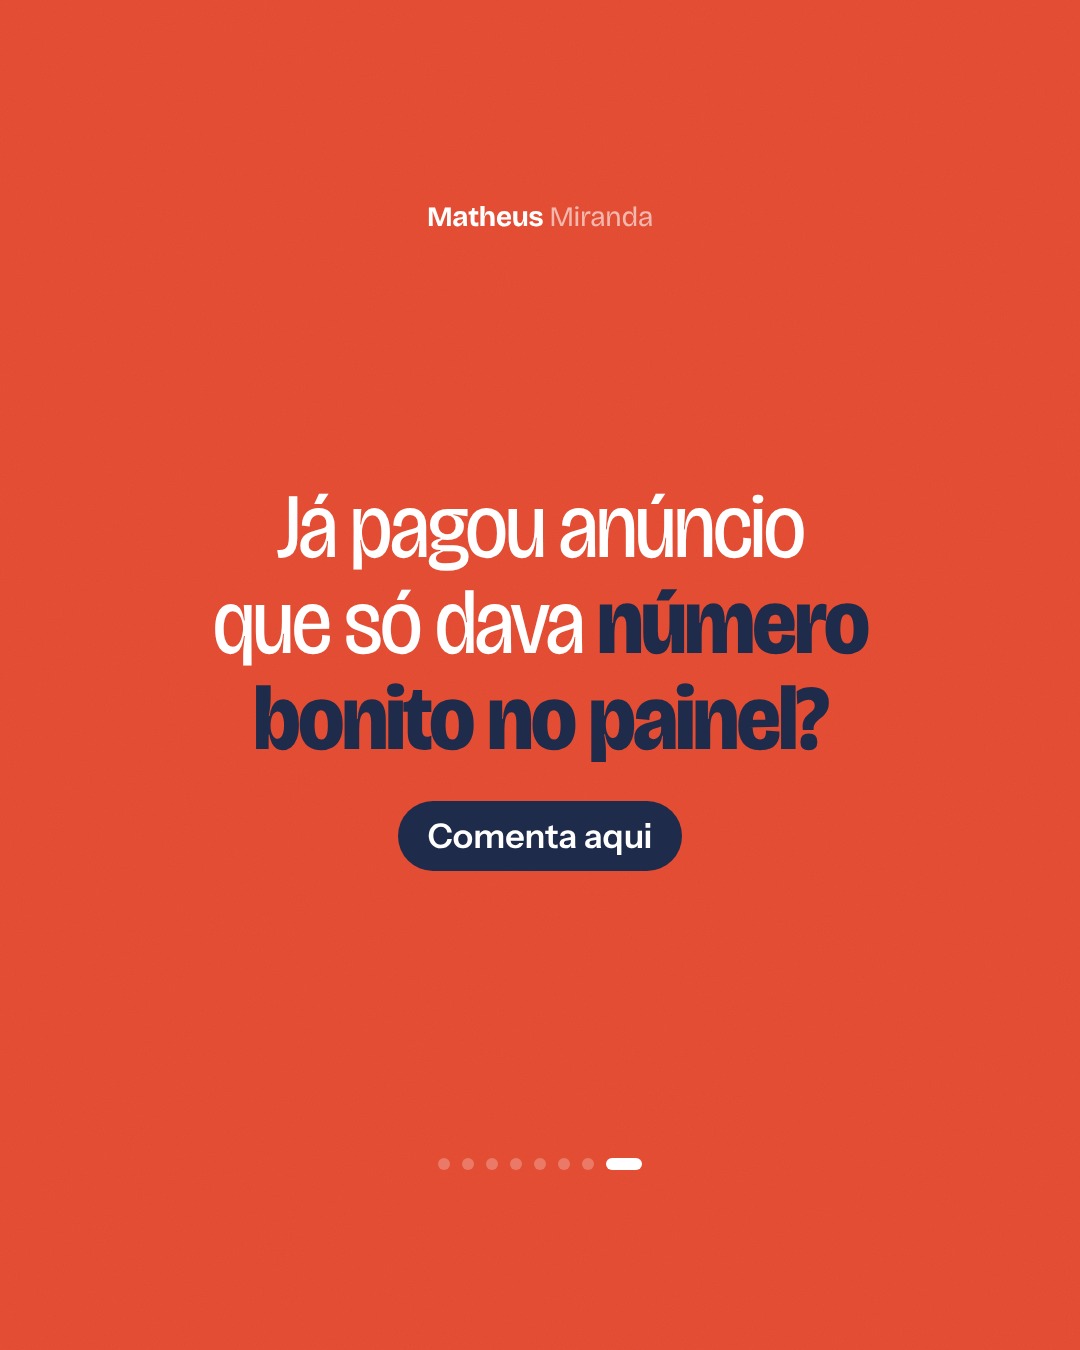 Matheus Miranda
Já pagou anúncio
que só dava número
bonito no painel?
Comenta aqui